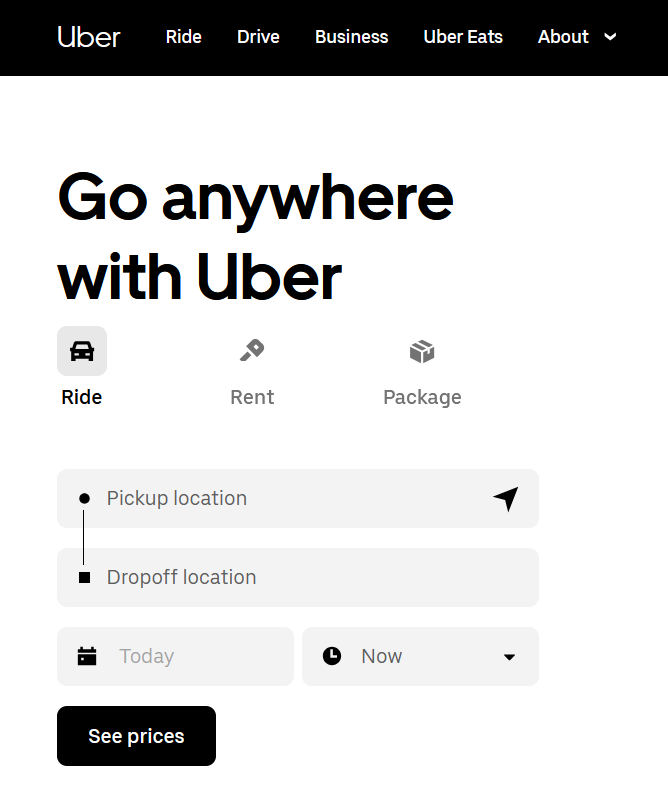 Uber Ride Drive Business Uber Eats About
Go anywhere
with Uber
Ride Rent Package
Pickup location
Dropoff location
Today Now
See prices